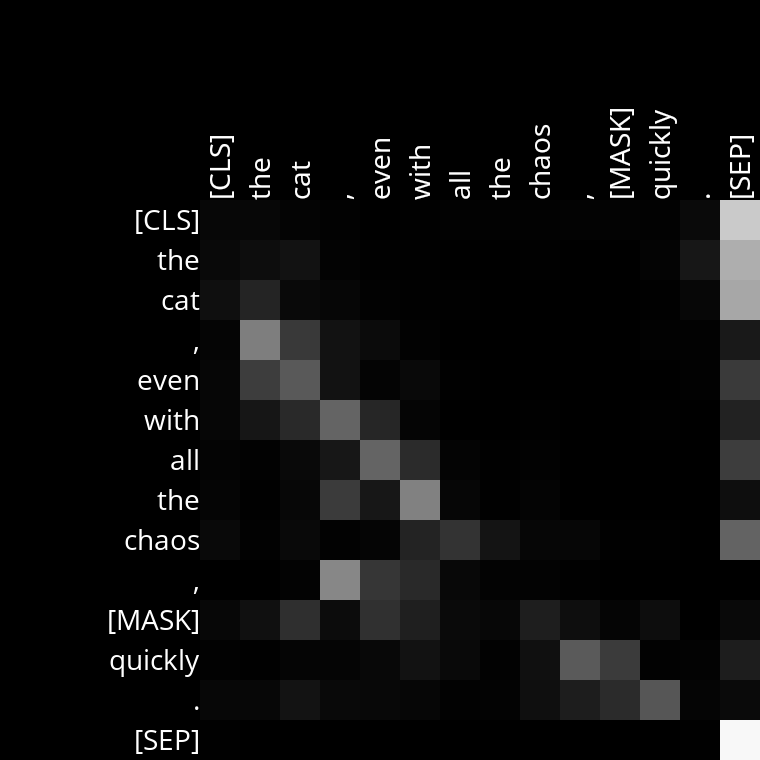 [CLS] the cat , even with all the chaos , [MASK] quickly . [SEP]
[CLS]
the
cat
,
even
with
all
the
chaos
,
[MASK]
quickly
.
[SEP]